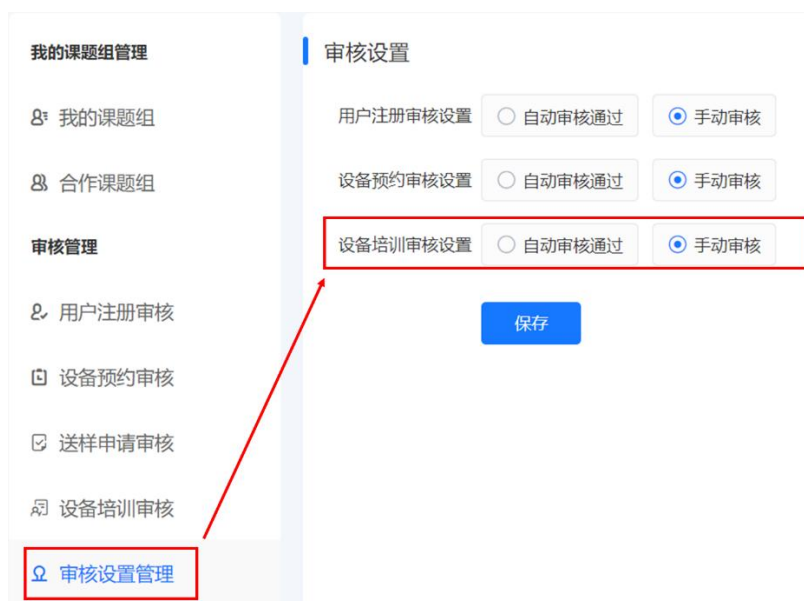 我的课题组管理
我的课题组
合作课题组
审核管理
用户注册审核
设备预约审核
送样申请审核
设备培训审核
审核设置管理
审核设置
用户注册审核设置 自动审核通过 手动审核
设备预约审核设置 自动审核通过 手动审核
设备培训审核设置 自动审核通过 手动审核
保存